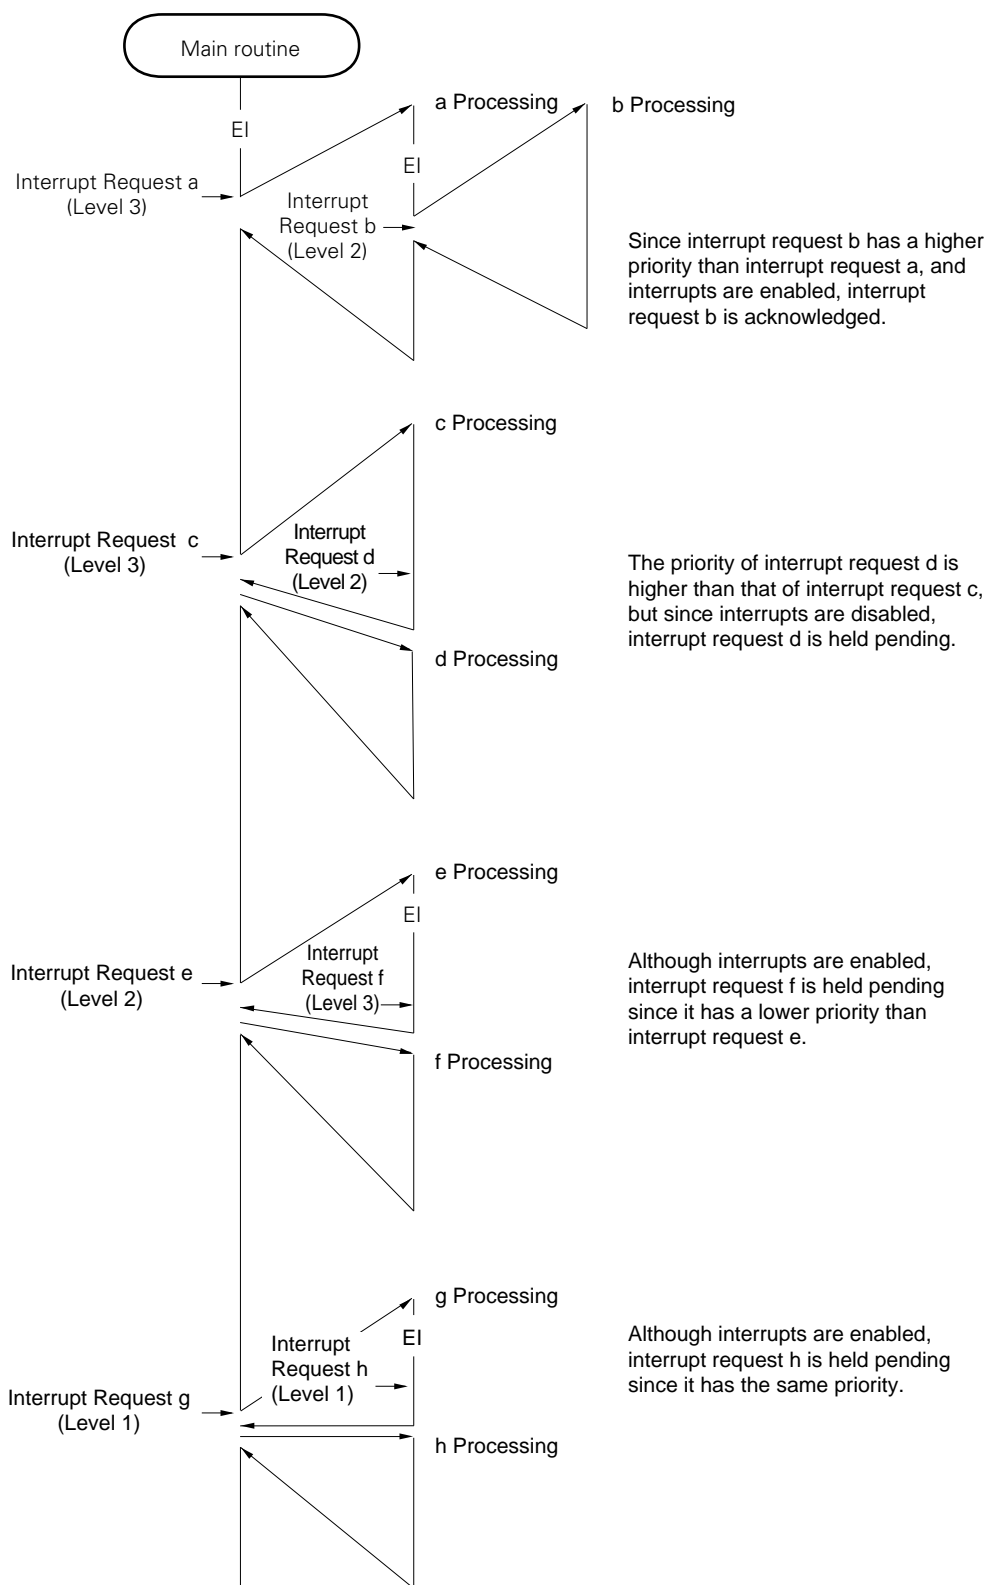 Main routine
a Processing
b Processing
EI
EI
Interrupt Request a
(Level 3)
Interrupt
Request b
(Level 2)
Since interrupt request b has a higher
priority than interrupt request a, and
interrupts are enabled, interrupt
request b is acknowledged.
c Processing
Interrupt Request c
(Level 3)
Interrupt
Request d
(Level 2)
The priority of interrupt request d is
higher than that of interrupt request c,
but since interrupts are disabled,
interrupt request d is held pending.
d Processing
e Processing
EI
Interrupt Request e
(Level 2)
Interrupt
Request f
(Level 3)
Although interrupts are enabled,
interrupt request f is held pending
since it has a lower priority than
interrupt request e.
f Processing
g Processing
EI
Interrupt
Request h
(Level 1)
Although interrupts are enabled,
interrupt request h is held pending
since it has the same priority.
Interrupt Request g
(Level 1)
h Processing